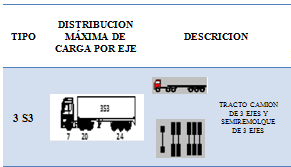 TIPO
DISTRIBUCION
MÁXIMA DE
CARGA POR EJE
DESCRICION
3 S3
3S3
7 20 24
TRACTO CAMION
DE 3 EJES Y
SEMIREMOLQUE
DE 3 EJES